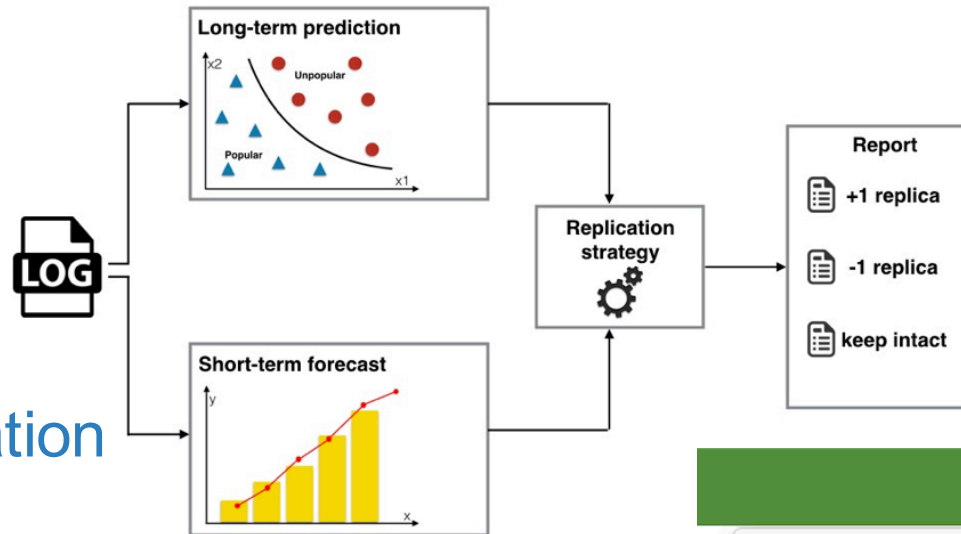 Long-term prediction
x2
Unpopular
Popular
x1
LOG
Short-term forecast
y
x
Replication
strategy
Report
+1 replica
-1 replica
keep intact